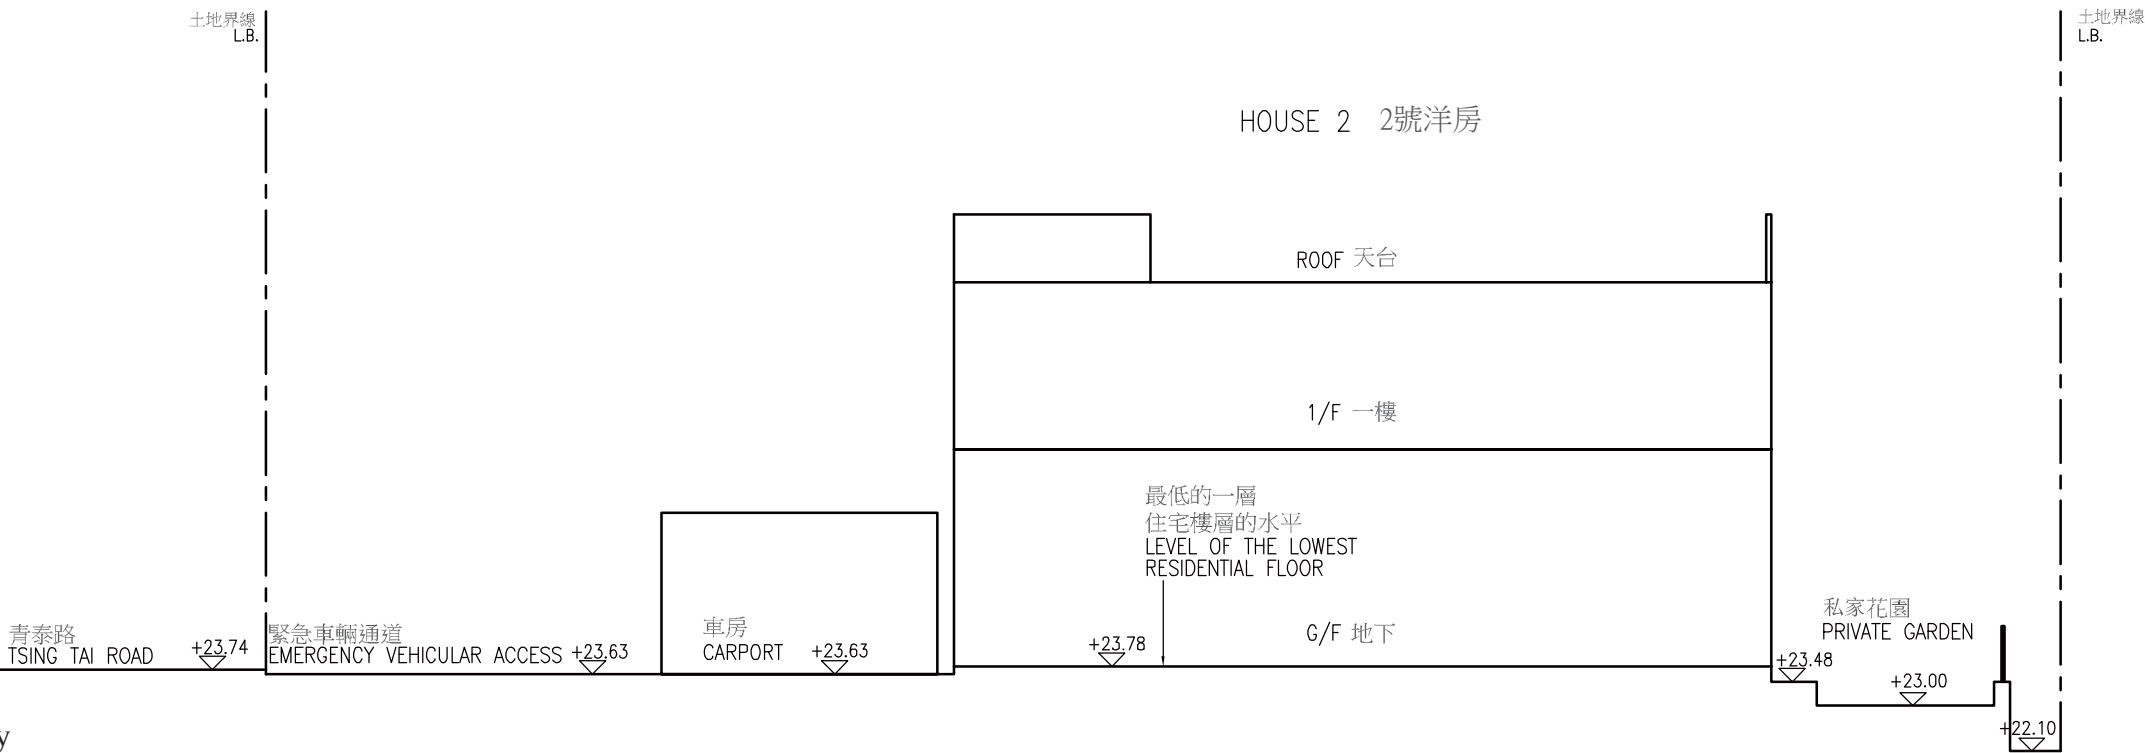 土地界線
L.B.
土地界線
L.B.
HOUSE 2 2號洋房
ROOF 天台
1/F 一樓
最低的一層
住宅樓層的水平
LEVEL OF THE LOWEST
RESIDENTIAL FLOOR
青泰路
TSING TAI ROAD
+23.74
緊急車輛通道
EMERGENCY VEHICULAR ACCESS
+23.63
車房
CARPORT
+23.63
+23.78
G/F 地下
私家花園
PRIVATE GARDEN
+23.48
+23.00
+22.10
y